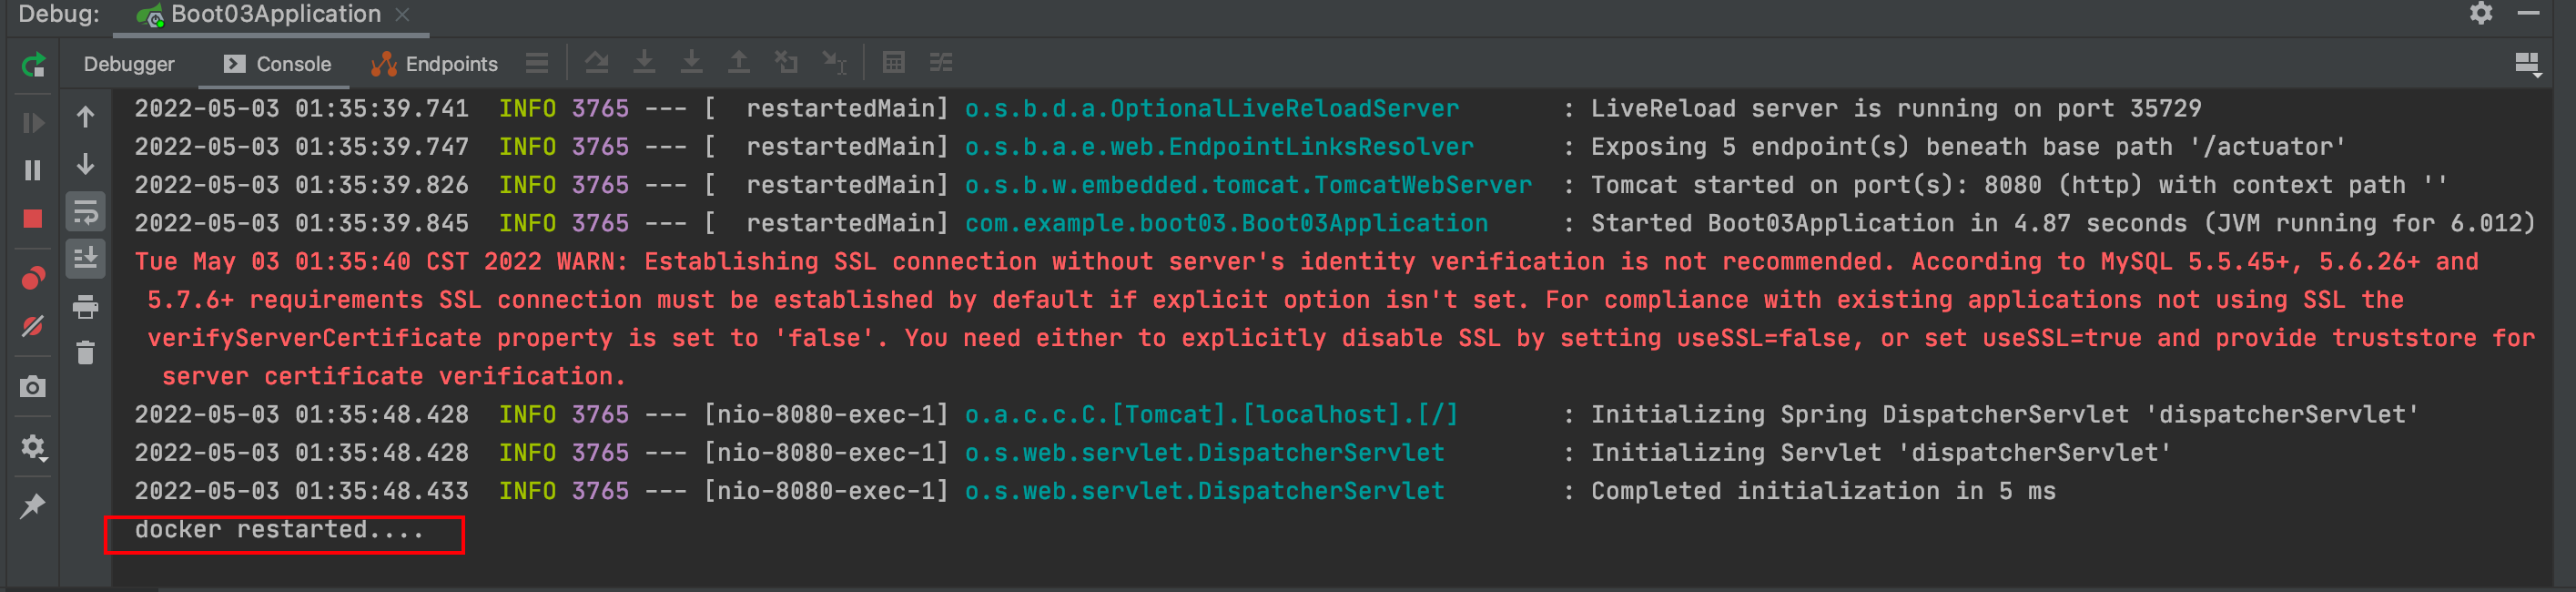 Debug: Boot03Application
Debugger Console Endpoints
2022-05-03 01:35:39.741  INFO 3765 --- [  restartedMain] o.s.b.d.a.OptionalLiveReloadServer       : LiveReload server is running on port 35729
2022-05-03 01:35:39.747  INFO 3765 --- [  restartedMain] o.s.b.a.e.web.EndpointLinksResolver      : Exposing 5 endpoint(s) beneath base path '/actuator'
2022-05-03 01:35:39.826  INFO 3765 --- [  restartedMain] o.s.b.w.embedded.tomcat.TomcatWebServer  : Tomcat started on port(s): 8080 (http) with context path ''
2022-05-03 01:35:39.845  INFO 3765 --- [  restartedMain] com.example.boot03.Boot03Application     : Started Boot03Application in 4.87 seconds (JVM running for 6.012)
Tue May 03 01:35:40 CST 2022 WARN: Establishing SSL connection without server's identity verification is not recommended. According to MySQL 5.5.45+, 5.6.26+ and
5.7.6+ requirements SSL connection must be established by default if explicit option isn't set. For compliance with existing applications not using SSL the
verifyServerCertificate property is set to 'false'. You need either to explicitly disable SSL by setting useSSL=false, or set useSSL=true and provide truststore for
server certificate verification.
2022-05-03 01:35:48.428  INFO 3765 --- [nio-8080-exec-1] o.a.c.c.C.[Tomcat].[localhost].[/]       : Initializing Spring DispatcherServlet 'dispatcherServlet'
2022-05-03 01:35:48.428  INFO 3765 --- [nio-8080-exec-1] o.s.web.servlet.DispatcherServlet        : Initializing Servlet 'dispatcherServlet'
2022-05-03 01:35:48.433  INFO 3765 --- [nio-8080-exec-1] o.s.web.servlet.DispatcherServlet        : Completed initialization in 5 ms
docker restarted....